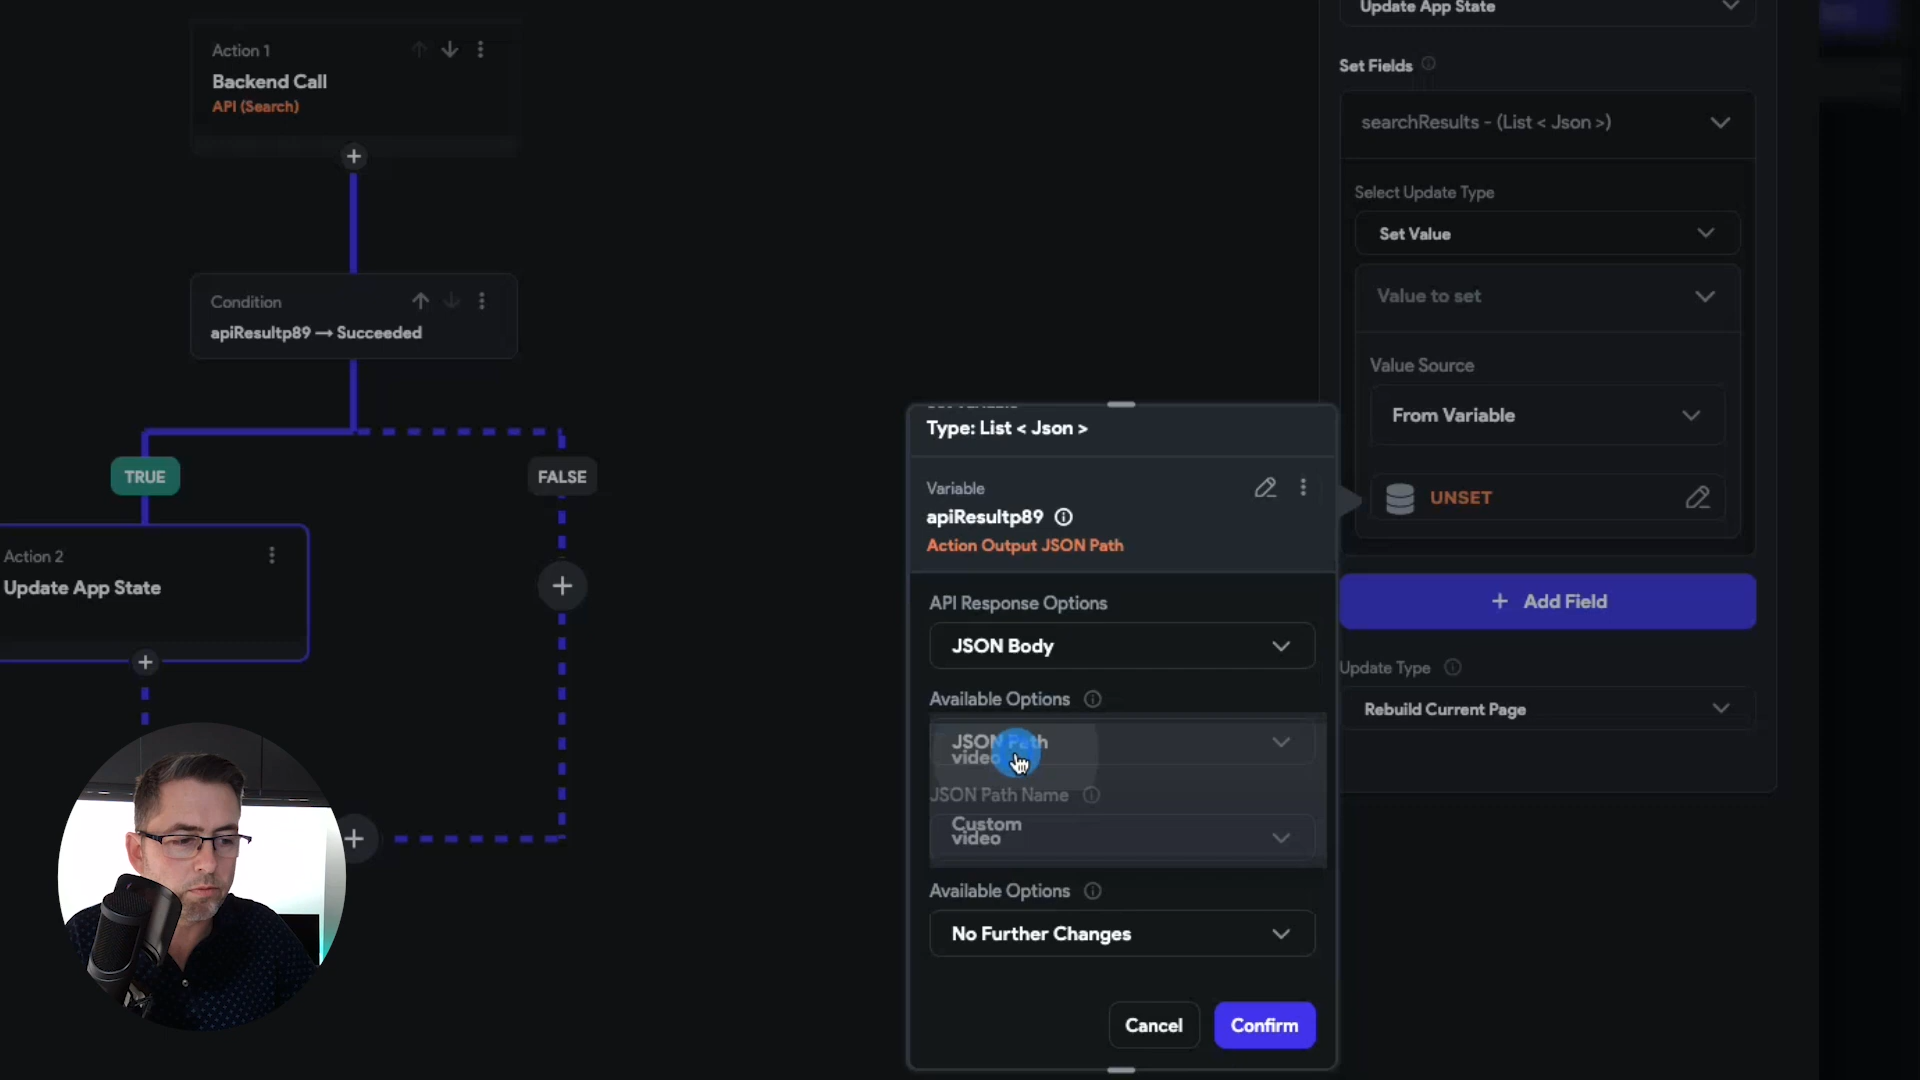 Action 1
Backend Call
API (Search)
Condition
apiResultp89 → Succeeded
TRUE
FALSE
Action 2
Update App State
Type: List < Json >
Variable
apiResultp89
Action Output JSON Path
API Response Options
JSON Body
Available Options
JSON Path
video
JSON Path Name
Custom
video
Available Options
No Further Changes
Cancel
Confirm
Update App State
Set Fields
searchResults - (List < Json >)
Select Update Type
Set Value
Value to set
Value Source
From Variable
UNSET
+ Add Field
Update Type
Rebuild Current Page